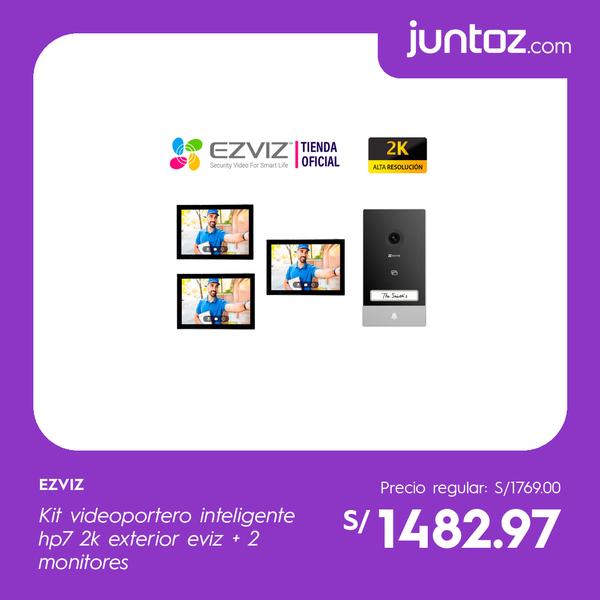 juntoz.com
EZVIZ™ TIENDA
OFICIAL
Security Video For Smart Life
2K
ALTA RESOLUCIÓN
The Smith's
EZVIZ
Kit videoportero inteligente
hp7 2k exterior eviz + 2
monitores
Precio regular: S/1769.00
S/1482.97